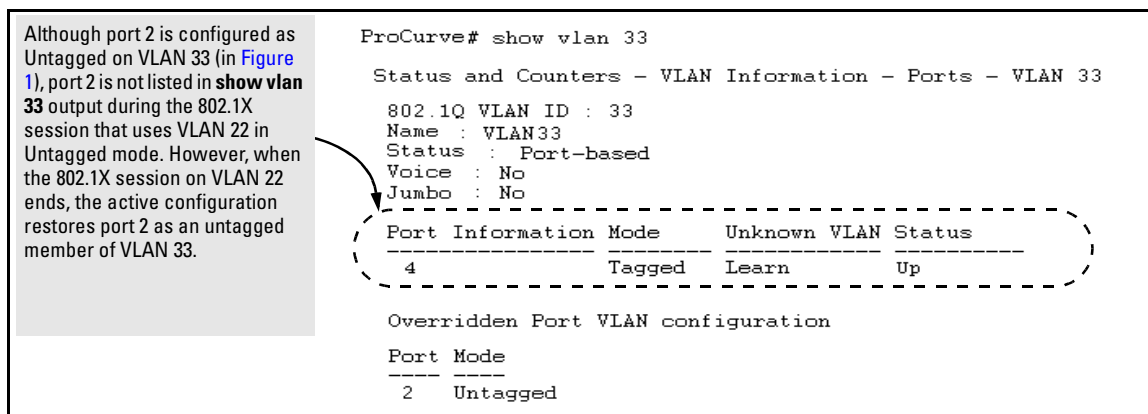 Although port 2 is configured as
Untagged on VLAN 33 (in Figure
1), port 2 is not listed in show vlan
33 output during the 802.1X
session that uses VLAN 22 in
Untagged mode. However, when
the 802.1X session on VLAN 22
ends, the active configuration
restores port 2 as an untagged
member of VLAN 33.
ProCurve# show vlan 33
Status and Counters – VLAN Information – Ports – VLAN 33
802.1Q VLAN ID : 33
Name : VLAN33
Status : Port-based
Voice : No
Jumbo : No
Port Information Mode Unknown VLAN Status
4 Tagged Learn Up
Overridden Port VLAN configuration
Port Mode
2 Untagged